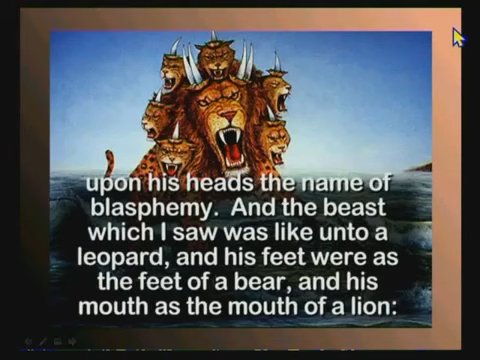 upon his heads the name of
blasphemy. And the beast
which I saw was like unto a
leopard, and his feet were as
the feet of a bear, and his
mouth as the mouth of a lion: